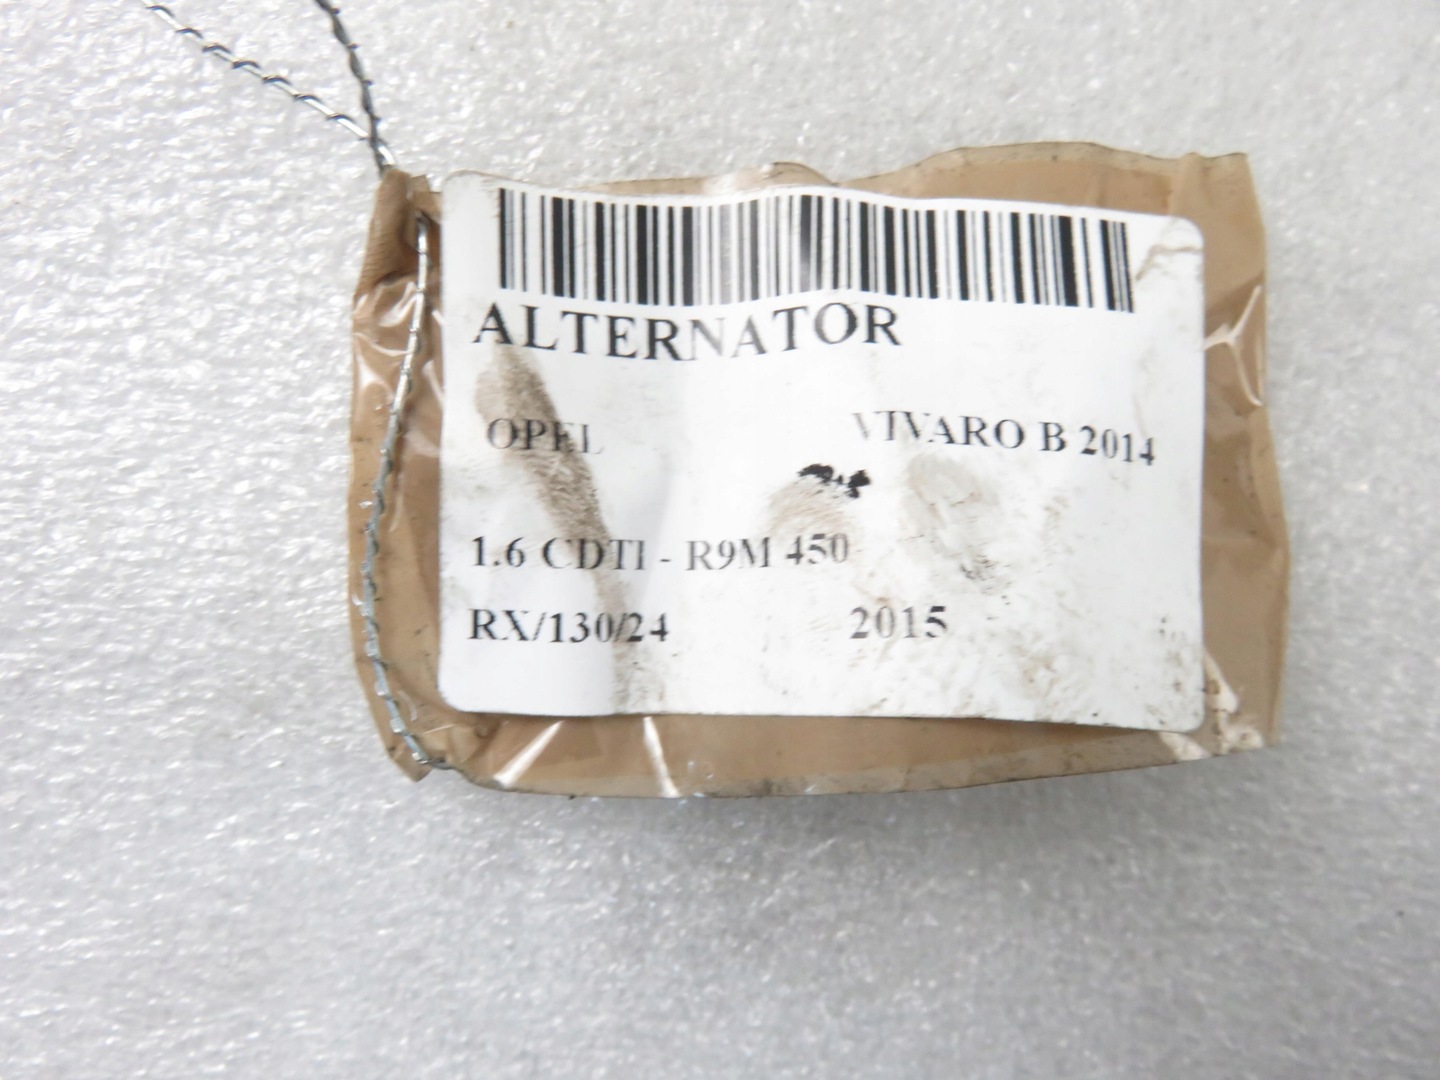 ALTERNATOR
OPEL VIVARO B 2014
1.6 CDTI - R9M 450
RX/130/24 2015